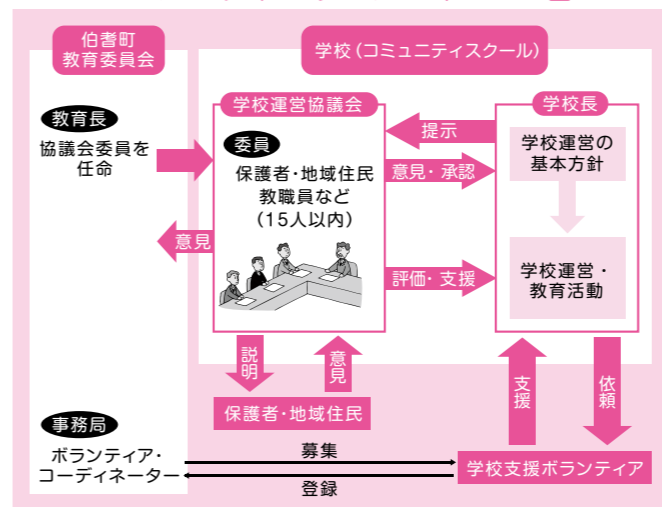 伯耆町
教育委員会
学校（コミュニティスクール）
教育長
協議会委員を
任命
学校運営協議会
委員
保護者・地域住民
教職員など
（15人以内）
学校長
提示
意見・承認
学校運営の
基本方針
意見
評価・支援
学校運営・
教育活動
説明
意見
支援
依頼
保護者・地域住民
事務局
ボランティア・
コーディネーター
募集
登録
学校支援ボランティア